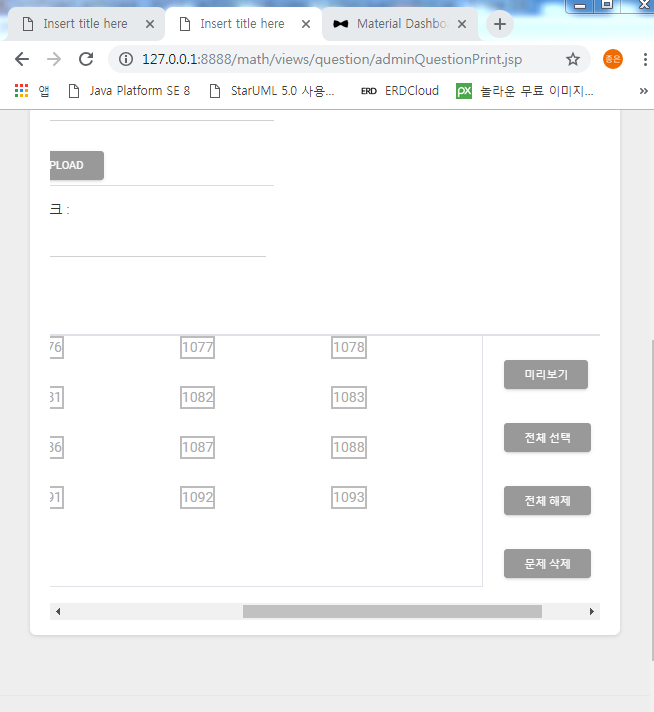 Insert title here
Insert title here
Material Dashbo
127.0.0.1:8888/math/views/question/adminQuestionPrint.jsp
종은
앱
Java Platform SE 8
StarUML 5.0 사용...
ERD
ERDCloud
px
놀라운 무료 이미지...
PLOAD
크 :
76
1077
1078
미리보기
81
1082
1083
전체 선택
86
1087
1088
전체 해제
91
1092
1093
문제 삭제